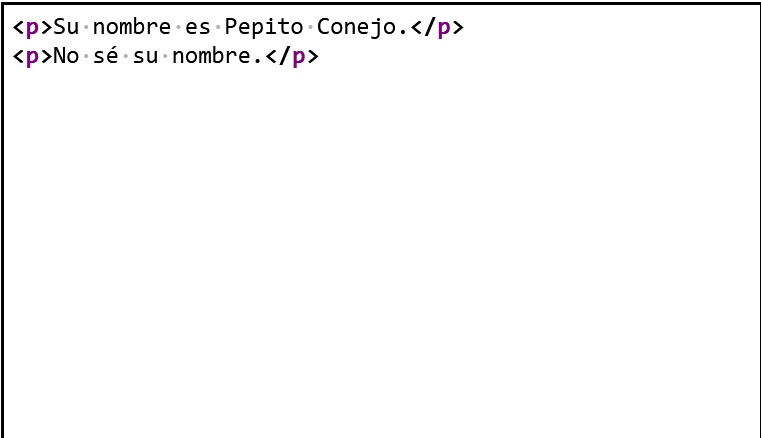 <p>Su nombre es Pepito Conejo.</p>
<p>No sé su nombre.</p>